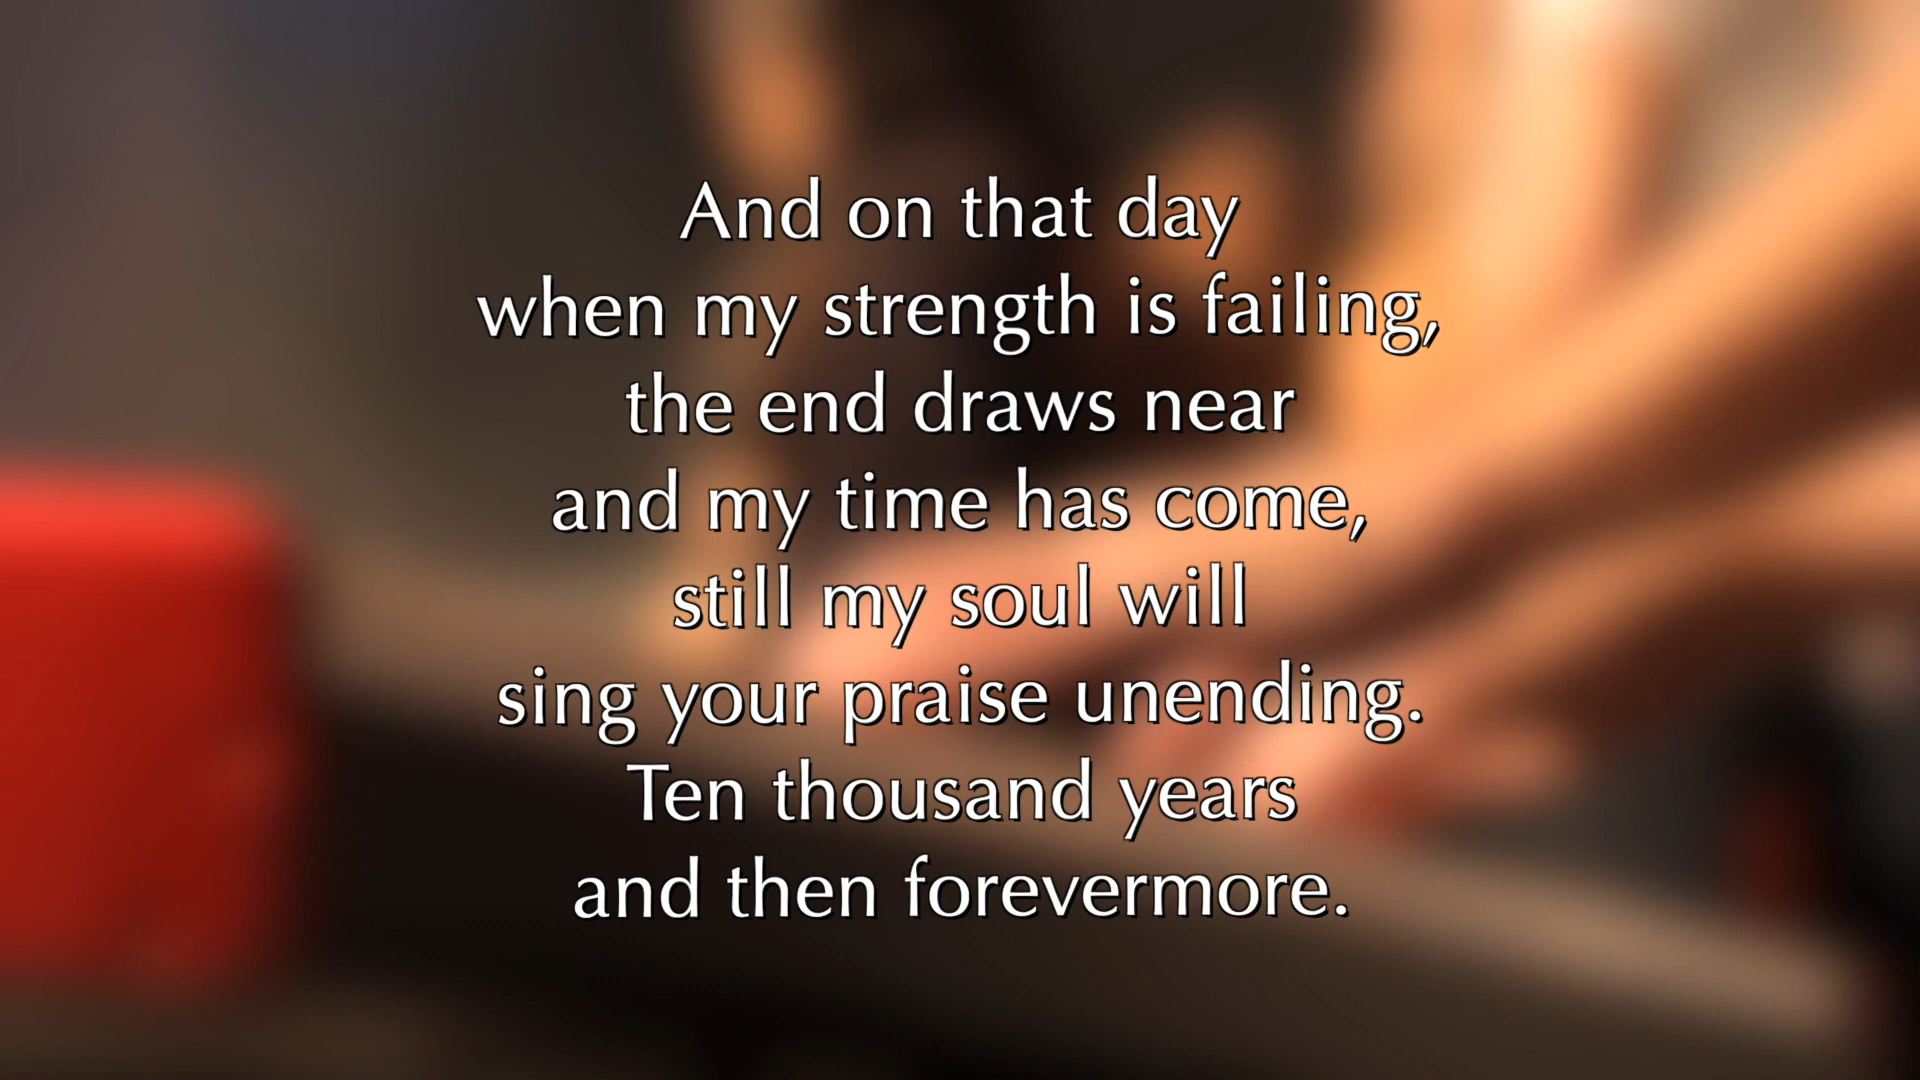 And on that day
when my strength is failing,
the end draws near
and my time has come,
still my soul will
sing your praise unending.
Ten thousand years
and then forevermore.